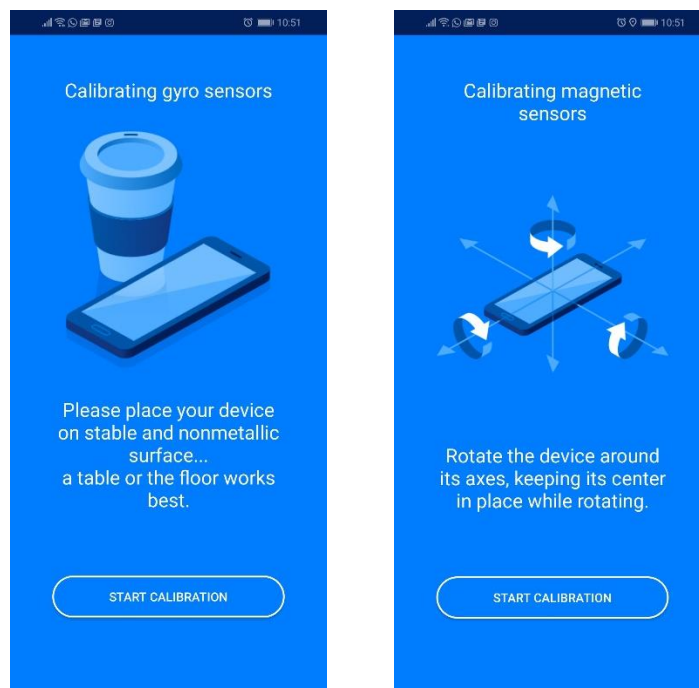 10:51
Calibrating gyro sensors
Please place your device
on stable and nonmetallic
surface...
a table or the floor works
best.
START CALIBRATION
10:51
Calibrating magnetic
sensors
Rotate the device around
its axes, keeping its center
in place while rotating.
START CALIBRATION